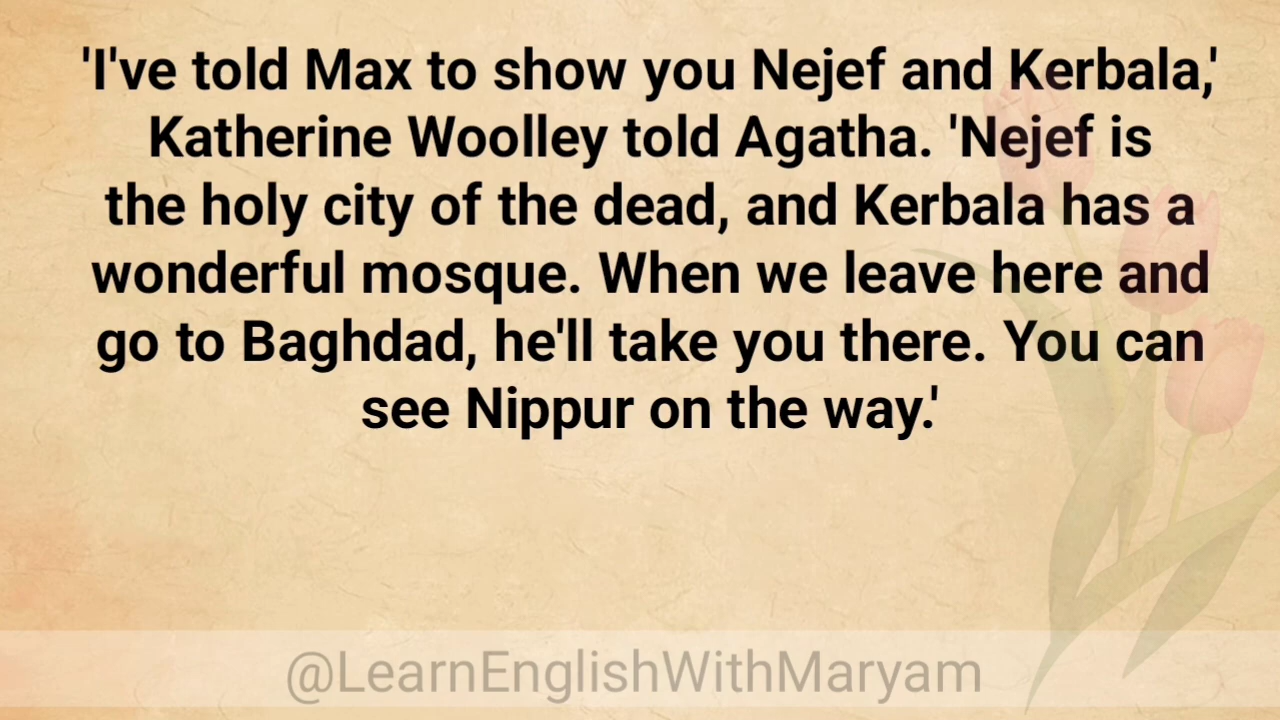 'I've told Max to show you Nejef and Kerbala,'
Katherine Woolley told Agatha. 'Nejef is
the holy city of the dead, and Kerbala has a
wonderful mosque. When we leave here and
go to Baghdad, he'll take you there. You can
see Nippur on the way.'
@LearnEnglishWithMaryam